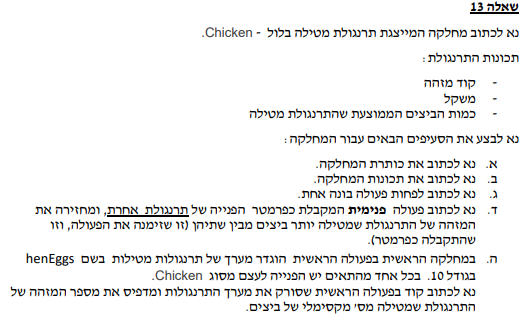 שאלה 13
נא לכתוב מחלקה המייצגת תרנגולת מטילה בלול - Chicken.
תכונות התרנגולת :
- קוד מזהה
- משקל
- כמות הביצים הממוצעת שהתרנגולת מטילה
נא לבצע את הסעיפים הבאים עבור המחלקה :
א. נא לכתוב את כותרת המחלקה.
ב. נא לכתוב את תכונות המחלקה.
ג. נא לכתוב לפחות פעולה בונה אחת.
ד. נא לכתוב פעולה פנימית המקבלת כפרמטר הפנייה של תרנגולת אחרת, ומחזירה את
המזהה של התרנגולת שמטילה יותר ביצים מבין שתיהן (זו שזימנה את הפעולה, וזו
שהתקבלה כפרמטר).
ה. במחלקה הראשית בפעולה הראשית הוגדר מערך של תרנגולות מטילות בשם henEggs
בגודל 10. בכל אחד מהתאים יש הפנייה לעצם מסוג Chicken.
נא לכתוב קוד בפעולה הראשית שסורק את מערך התרנגולות ומדפיס את מספר המזהה של
התרנגולת שמטילה מס' מקסימלי של ביצים.